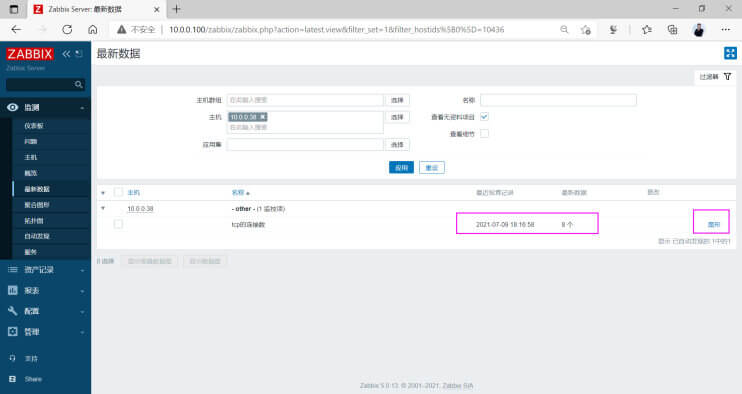 Zabbix Server: 最新数据
不安全 10.0.0.100/zabbix/zabbix.php?action=latest.view&filter_set=1&filter_hostids%5B0%5D=10436
ZABBIX
Zabbix Server
最新数据
过滤器
监测
仪表板
问题
主机
概览
最新数据
聚合图形
拓扑图
自动发现
服务
资产记录
报表
配置
管理
支持
Share
主机群组 在此输入搜索 选择
名称
主机 10.0.0.38 选择
在此输入搜索
查看无资料项目
应用集 选择
查看细节
应用 重设
主机 名称 最近检查记录 最新数据 更改
10.0.0.38 - other - (1 监控项)
tcp的连接数 2021-07-09 18:16:58 8 个 图形
显示 已自动发现的 1中的1
0 选择 显示堆叠数据图 显示数据图
Zabbix 5.0.13. © 2001–2021, Zabbix SIA